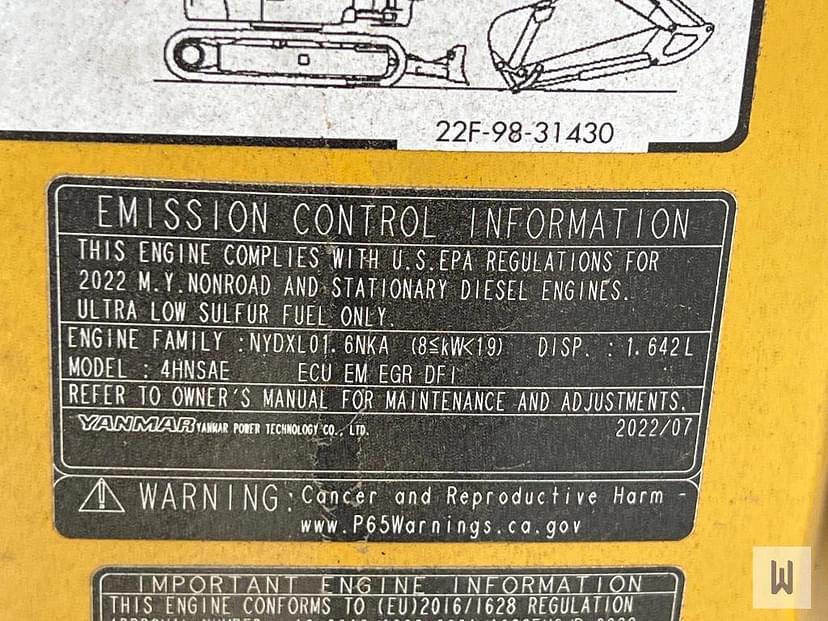 22F-98-31430
EMISSION CONTROL INFORMATION
THIS ENGINE COMPLIES WITH U.S.EPA REGULATIONS FOR
2022 M.Y.NONROAD AND STATIONARY DIESEL ENGINES.
ULTRA LOW SULFUR FUEL ONLY.
ENGINE FAMILY :NYDXL01.6NKA (8≦kW<19) DISP. : 1.642L
MODEL : 4HNSAE ECU EM EGR DFI
REFER TO OWNER'S MANUAL FOR MAINTENANCE AND ADJUSTMENTS.
YANMAR YANMAR POWER TECHNOLOGY CO., LTD. 2022/07
WARNING: Cancer and Reproductive Harm -
www.P65Warnings.ca.gov
IMPORTANT ENGINE INFORMATION
THIS ENGINE CONFORMS TO (EU)2016/1628 REGULATION
W